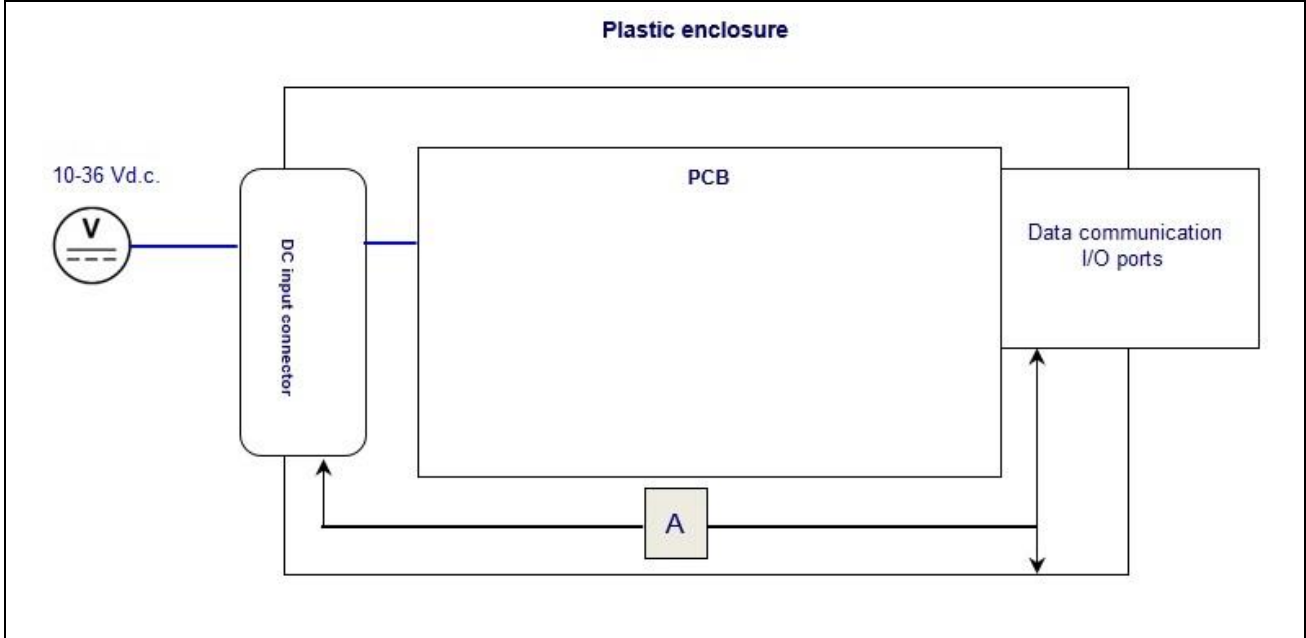 Plastic enclosure
10-36 Vd.c.
V
DC input connector
PCB
Data communication
I/O ports
A